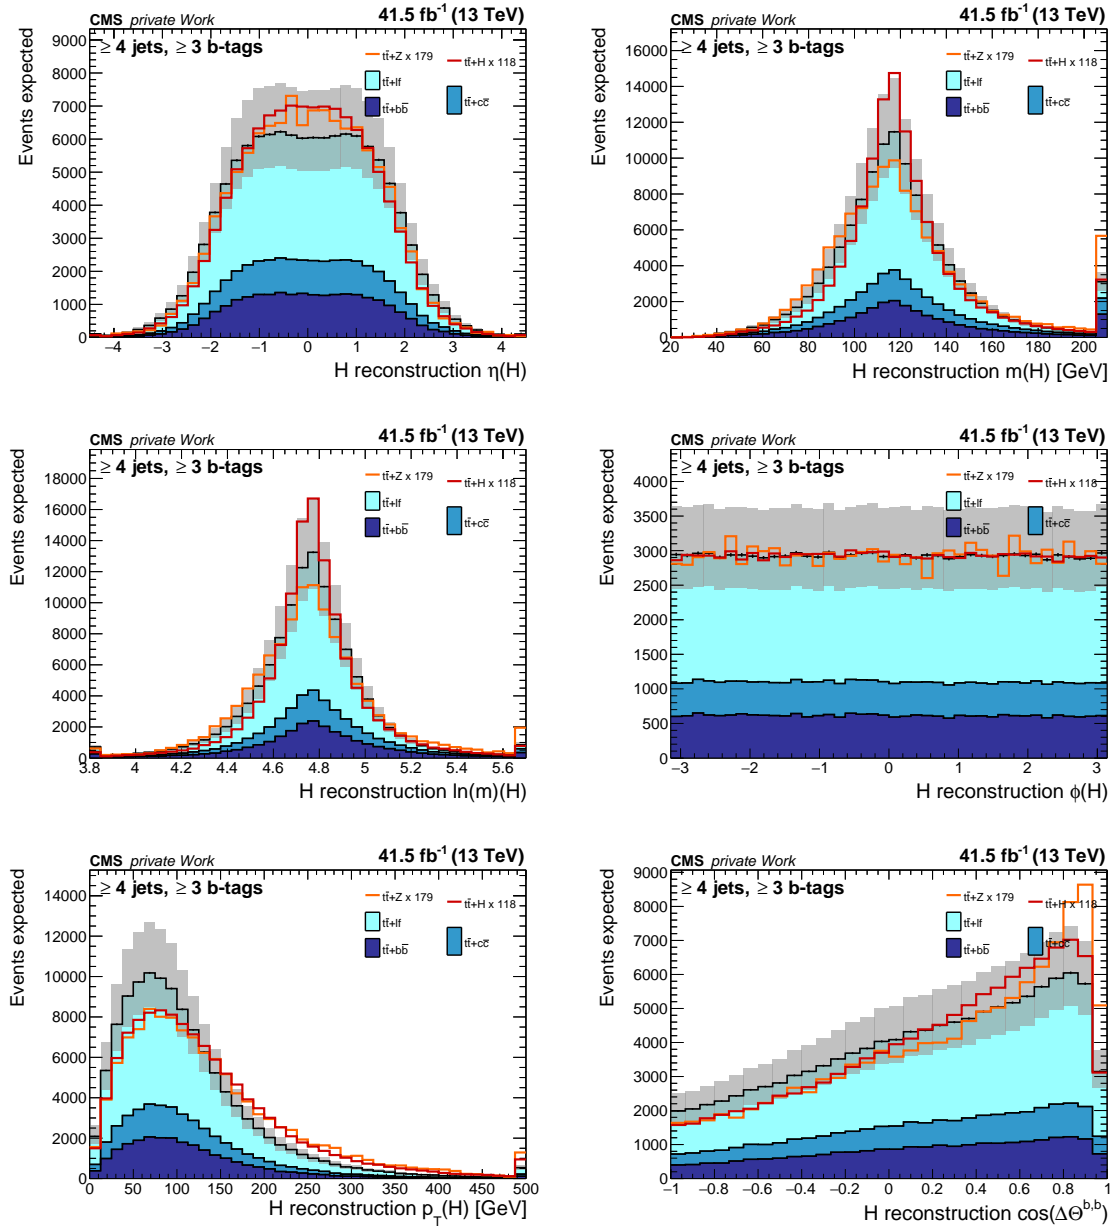 CMS private Work 41.5 fb⁻¹ (13 TeV)
≥ 4 jets, ≥ 3 b-tags
tt̄+Z x 179
tt̄+H x 118
tt̄+lf
tt̄+cc̄
tt̄+bb̄
Events expected
9000
8000
7000
6000
5000
4000
3000
2000
1000
0
−4 −3 −2 −1 0 1 2 3 4
H reconstruction η(H)
CMS private Work 41.5 fb⁻¹ (13 TeV)
≥ 4 jets, ≥ 3 b-tags
tt̄+Z x 179
tt̄+H x 118
tt̄+lf
tt̄+cc̄
tt̄+bb̄
Events expected
16000
14000
12000
10000
8000
6000
4000
2000
0
20 40 60 80 100 120 140 160 180 200
H reconstruction m(H) [GeV]
CMS private Work 41.5 fb⁻¹ (13 TeV)
≥ 4 jets, ≥ 3 b-tags
tt̄+Z x 179
tt̄+H x 118
tt̄+lf
tt̄+cc̄
tt̄+bb̄
Events expected
18000
16000
14000
12000
10000
8000
6000
4000
2000
0
3.8 4 4.2 4.4 4.6 4.8 5 5.2 5.4 5.6
H reconstruction ln(m)(H)
CMS private Work 41.5 fb⁻¹ (13 TeV)
≥ 4 jets, ≥ 3 b-tags
tt̄+Z x 179
tt̄+H x 118
tt̄+lf
tt̄+cc̄
tt̄+bb̄
Events expected
4000
3500
3000
2500
2000
1500
1000
500
0
−3 −2 −1 0 1 2 3
H reconstruction ϕ(H)
CMS private Work 41.5 fb⁻¹ (13 TeV)
≥ 4 jets, ≥ 3 b-tags
tt̄+Z x 179
tt̄+H x 118
tt̄+lf
tt̄+cc̄
tt̄+bb̄
Events expected
14000
12000
10000
8000
6000
4000
2000
0
0 50 100 150 200 250 300 350 400 450 500
H reconstruction p_T(H) [GeV]
CMS private Work 41.5 fb⁻¹ (13 TeV)
≥ 4 jets, ≥ 3 b-tags
tt̄+Z x 179
tt̄+H x 118
tt̄+lf
tt̄+cc̄
tt̄+bb̄
Events expected
9000
8000
7000
6000
5000
4000
3000
2000
1000
0
−1 −0.8 −0.6 −0.4 −0.2 0 0.2 0.4 0.6 0.8 1
H reconstruction cos(ΔΘ^b,b)